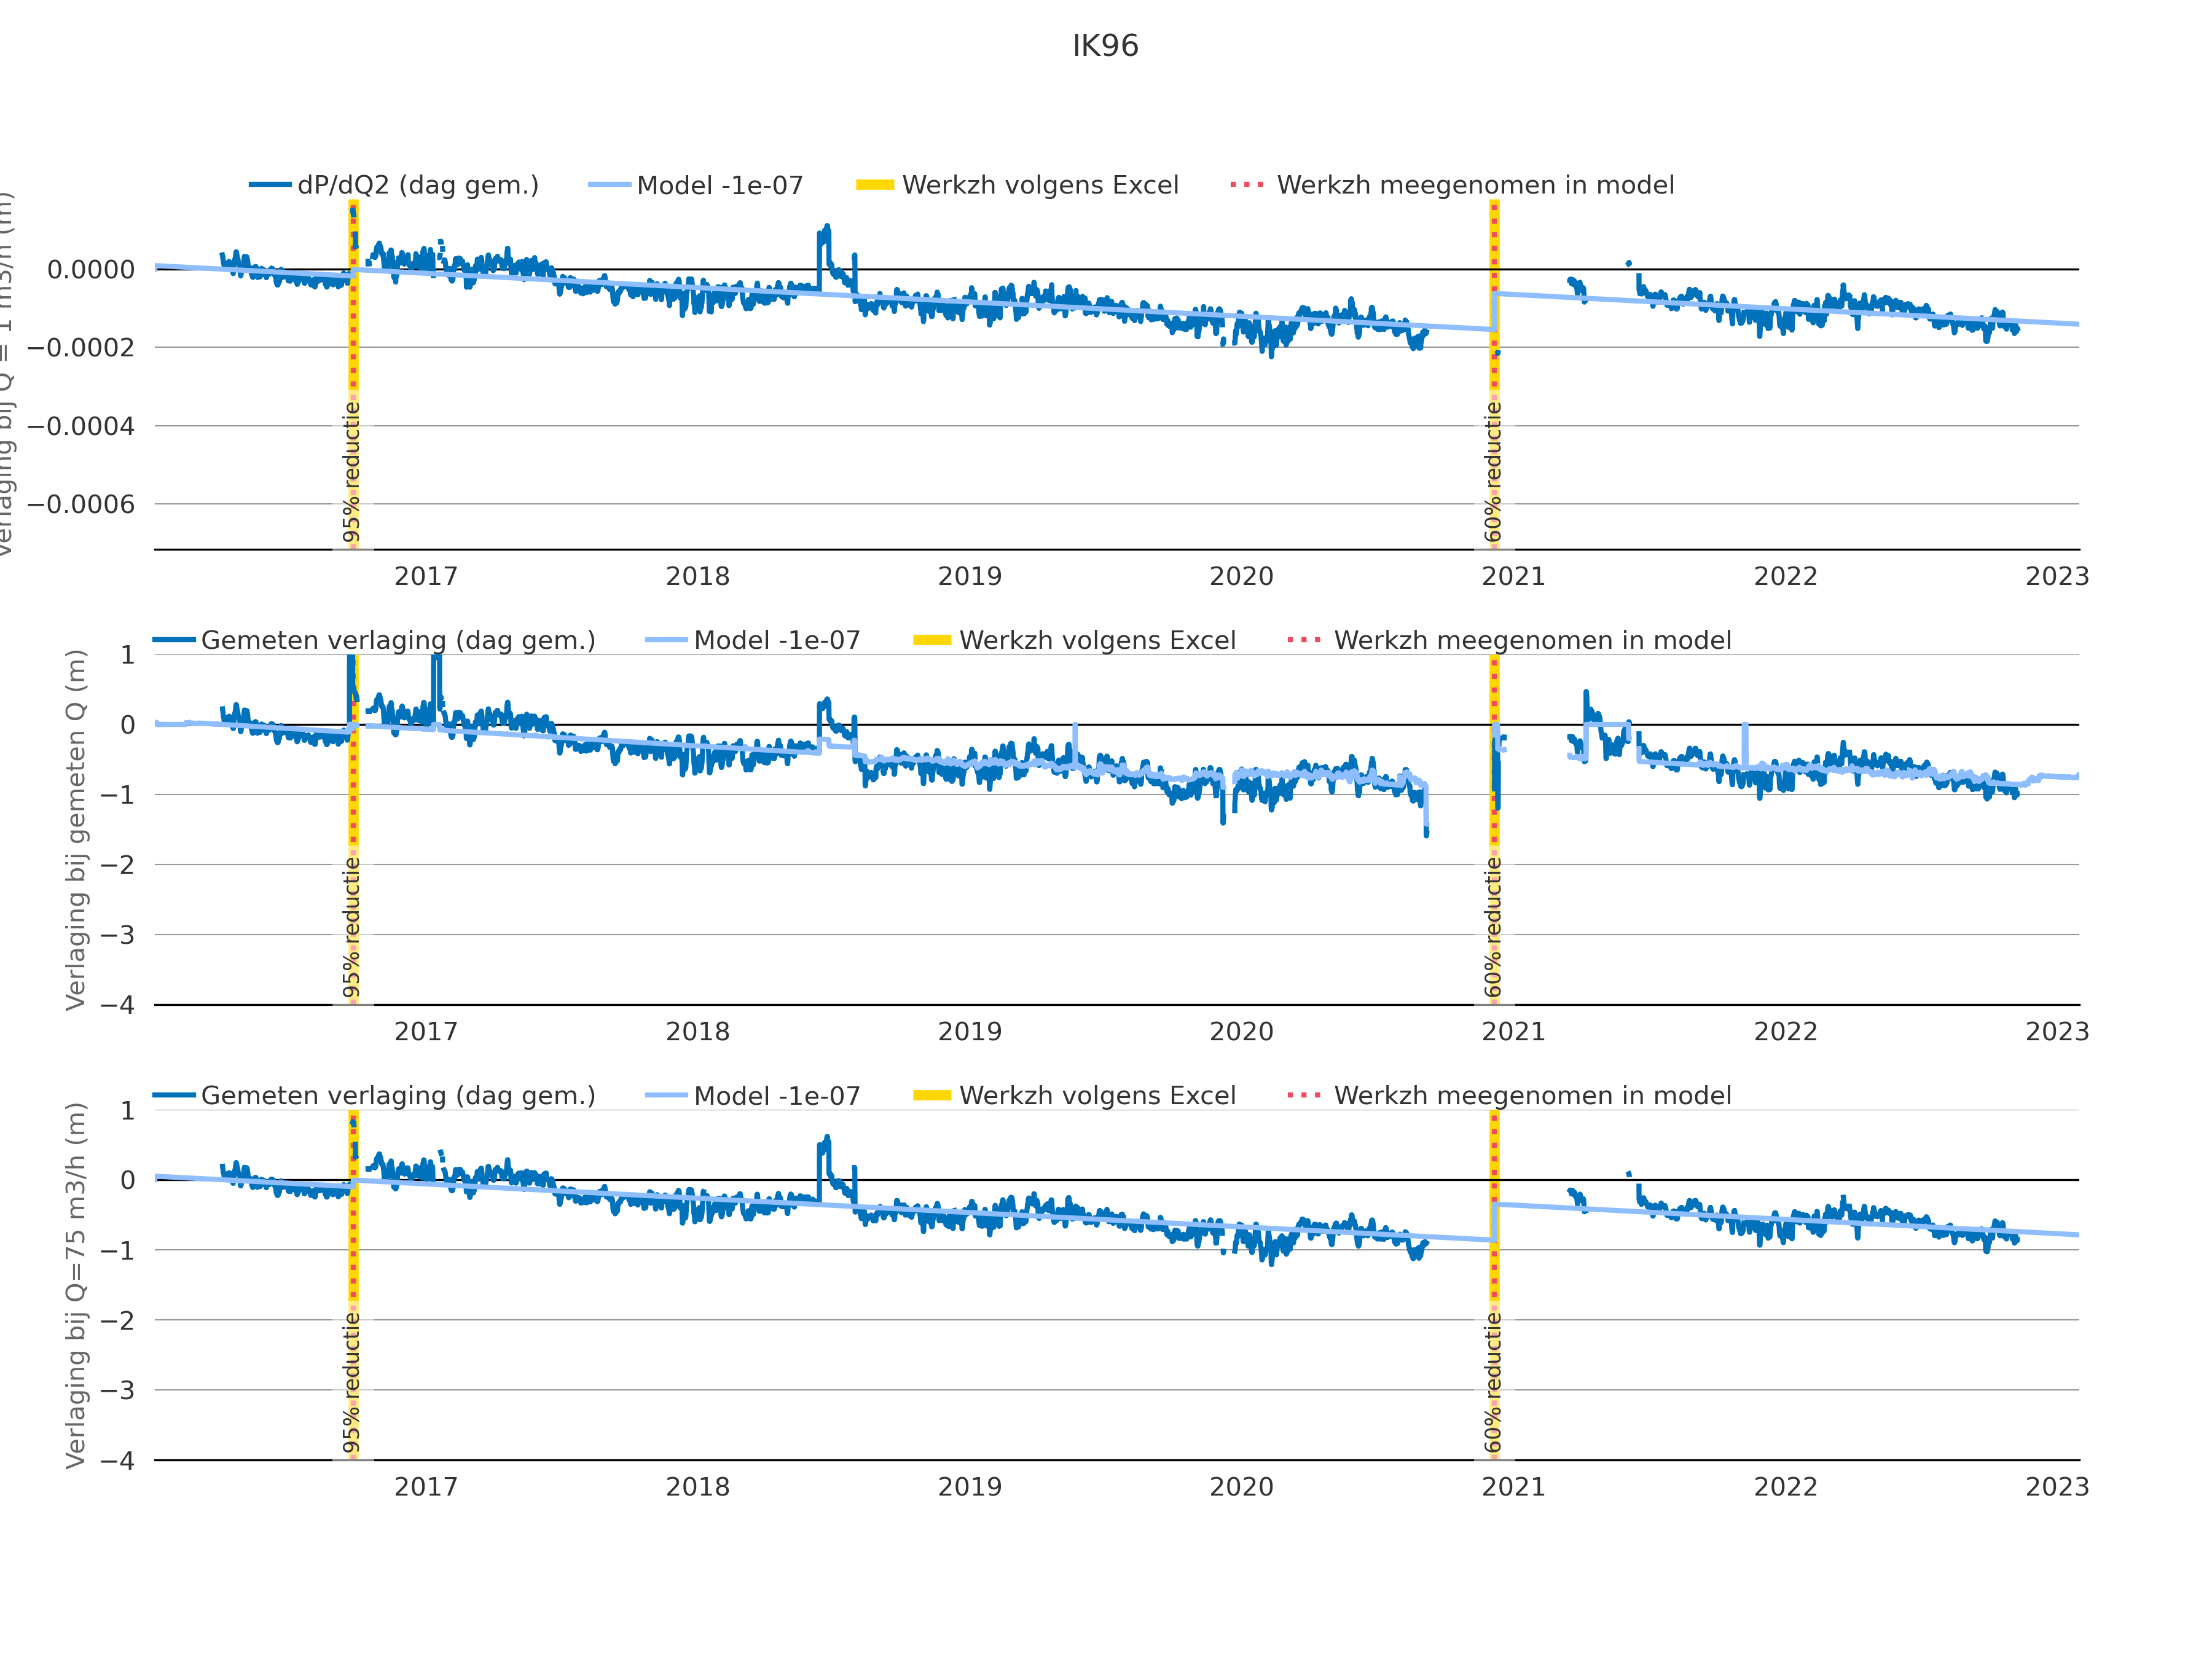 IK96
dP/dQ2 (dag gem.) Model -1e-07 Werkzh volgens Excel Werkzh meegenomen in model
Verlaging bij Q = 1 m3/h (m)
0.0000
−0.0002
−0.0004
−0.0006
95% reductie
60% reductie
2017 2018 2019 2020 2021 2022 2023
Gemeten verlaging (dag gem.) Model -1e-07 Werkzh volgens Excel Werkzh meegenomen in model
Verlaging bij gemeten Q (m)
1
0
−1
−2
−3
−4
95% reductie
60% reductie
2017 2018 2019 2020 2021 2022 2023
Gemeten verlaging (dag gem.) Model -1e-07 Werkzh volgens Excel Werkzh meegenomen in model
Verlaging bij Q=75 m3/h (m)
1
0
−1
−2
−3
−4
95% reductie
60% reductie
2017 2018 2019 2020 2021 2022 2023